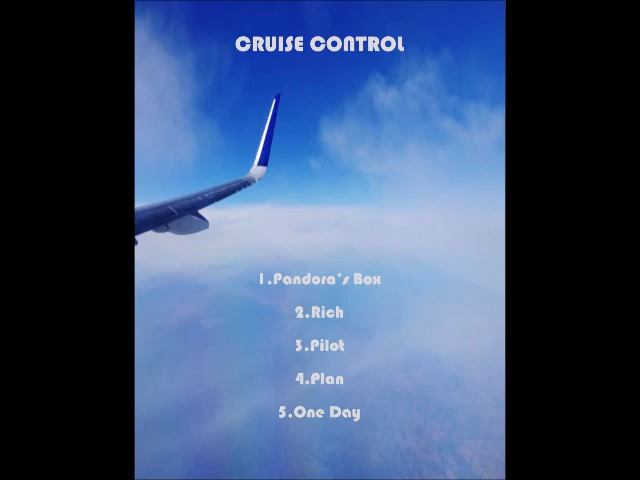 CRUISE CONTROL
1.Pandora's Box
2.Rich
3.Pilot
4.Plan
5.One Day